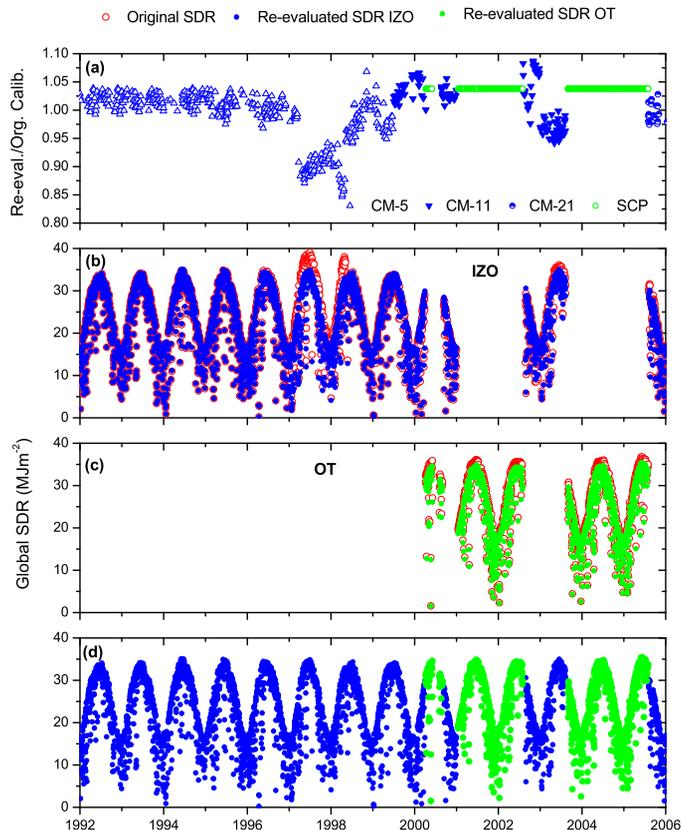 Original SDR Re-evaluated SDR IZO Re-evaluated SDR OT
1.10
(a)
1.05
1.00
0.95
0.90
0.85
0.80
Re-eval./Org. Calib.
CM-5 CM-11 CM-21 SCP
40
(b)
IZO
30
20
10
0
40
(c)
OT
30
20
10
0
Global SDR (MJm-2)
40
(d)
30
20
10
0
1992 1994 1996 1998 2000 2002 2004 2006